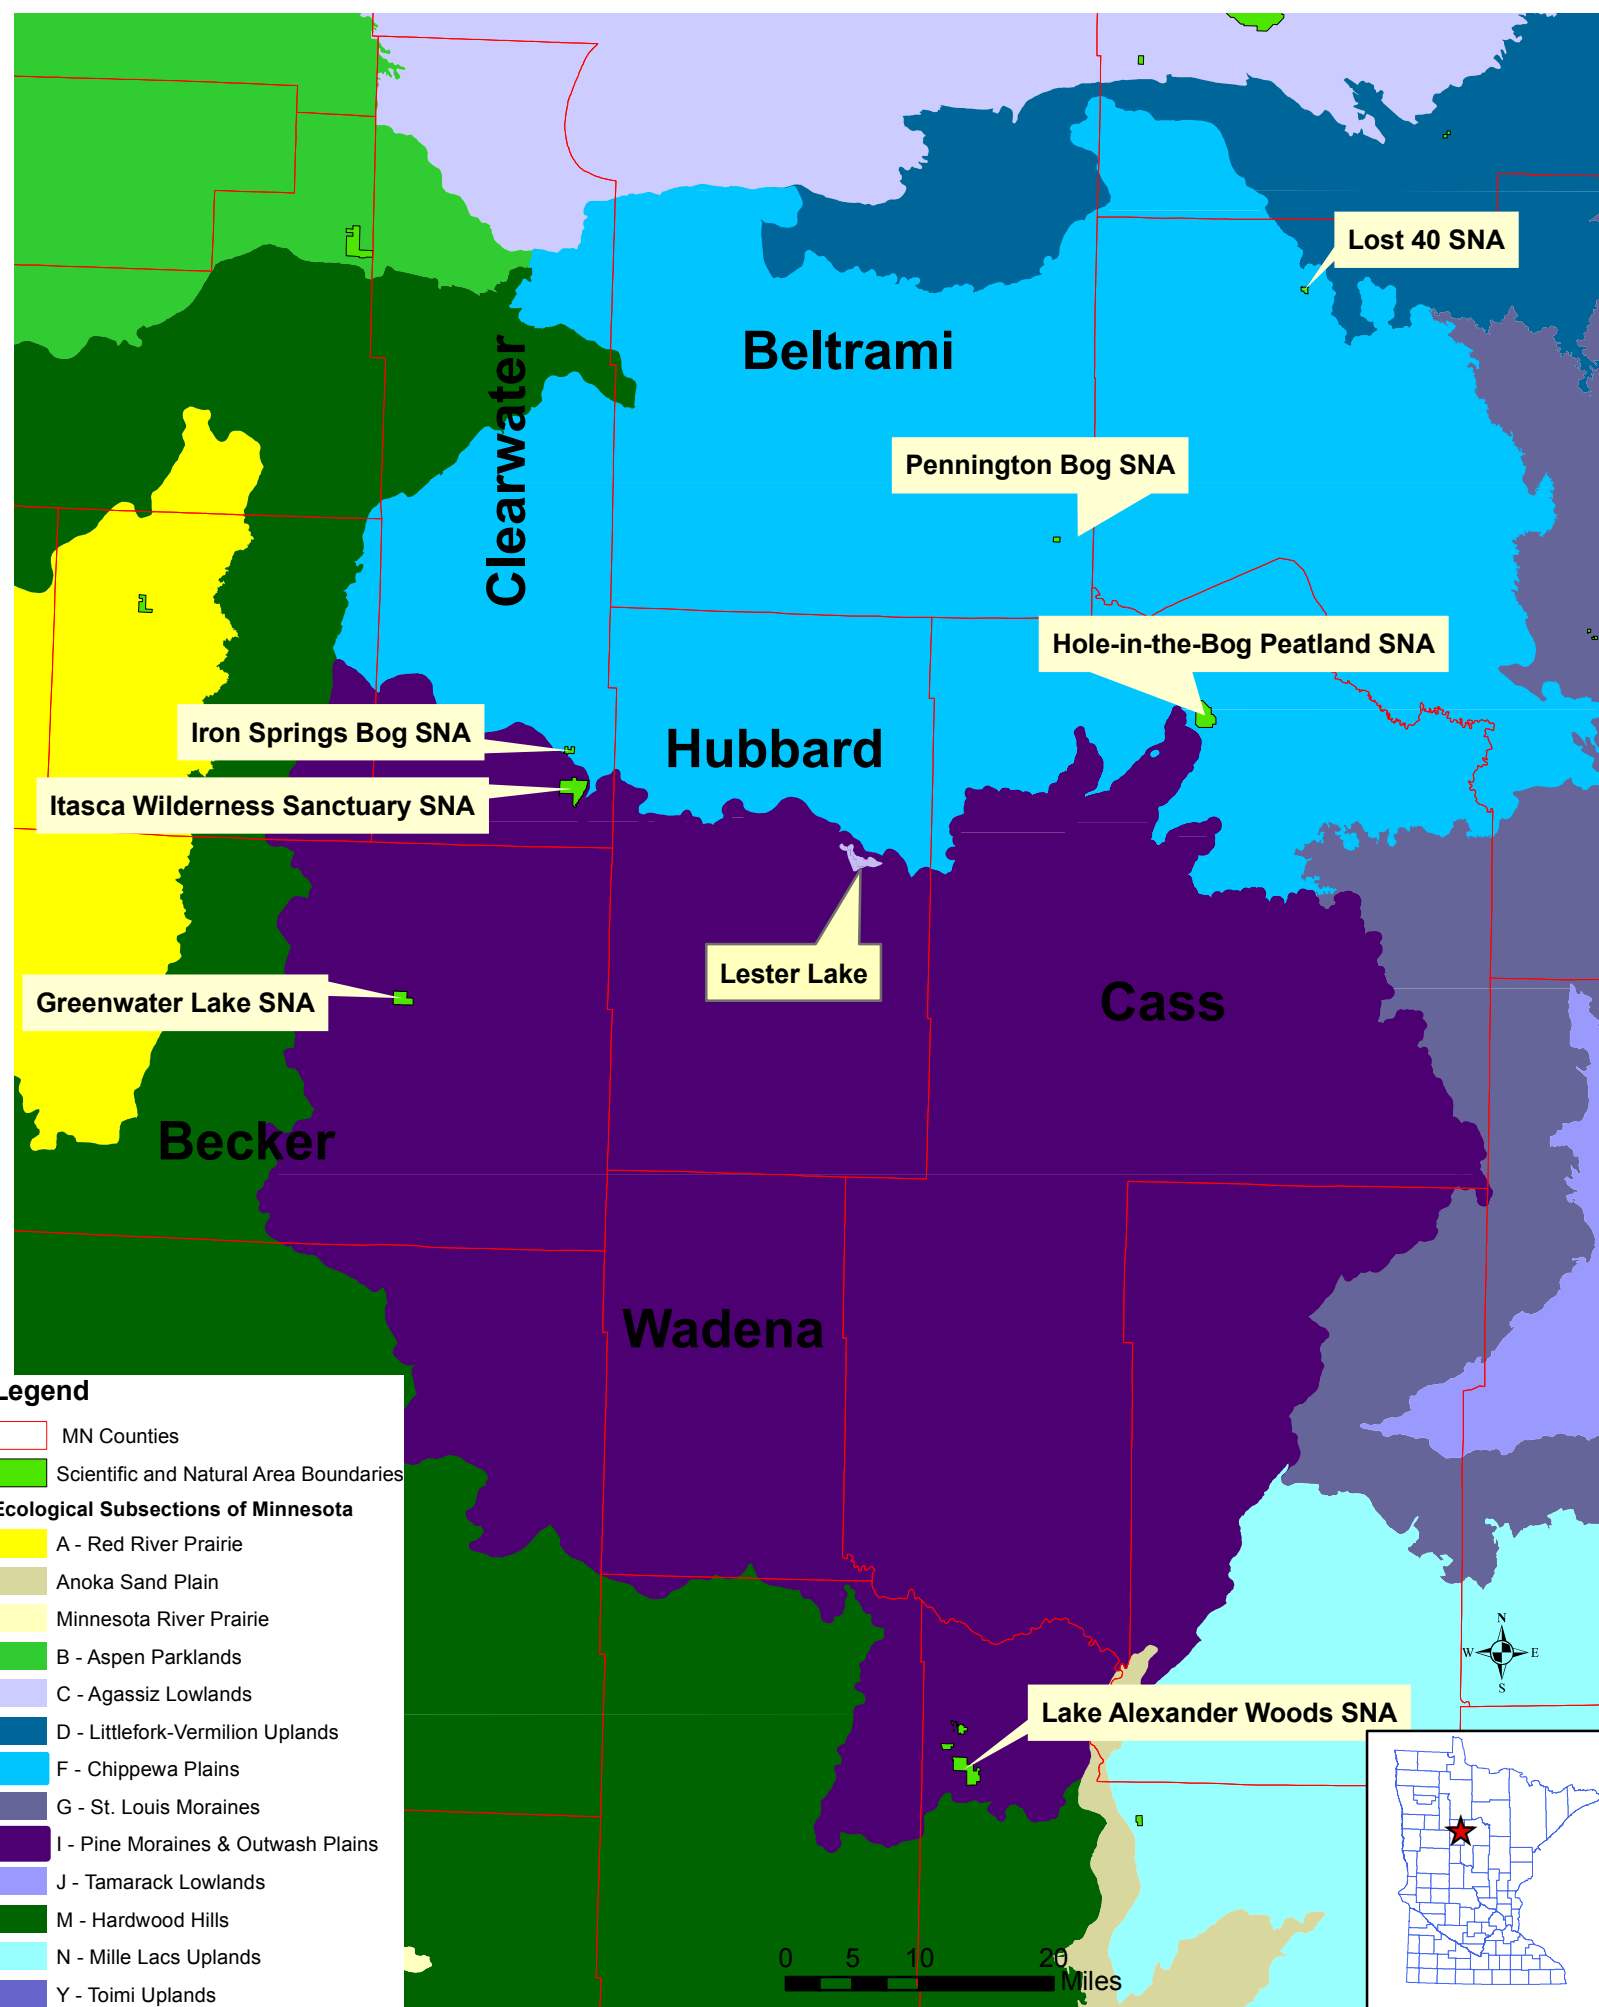 Lost 40 SNA
Beltrami
Clearwater
Pennington Bog SNA
Hole-in-the-Bog Peatland SNA
Iron Springs Bog SNA
Hubbard
Itasca Wilderness Sanctuary SNA
Lester Lake
Greenwater Lake SNA
Cass
Becker
Wadena
Legend
MN Counties
Scientific and Natural Area Boundaries
Ecological Subsections of Minnesota
A - Red River Prairie
Anoka Sand Plain
Minnesota River Prairie
B - Aspen Parklands
C - Agassiz Lowlands
D - Littlefork-Vermilion Uplands
F - Chippewa Plains
G - St. Louis Moraines
I - Pine Moraines & Outwash Plains
J - Tamarack Lowlands
M - Hardwood Hills
N - Mille Lacs Uplands
Y - Toimi Uplands
N
W E
S
Lake Alexander Woods SNA
0 5 10 20
Miles